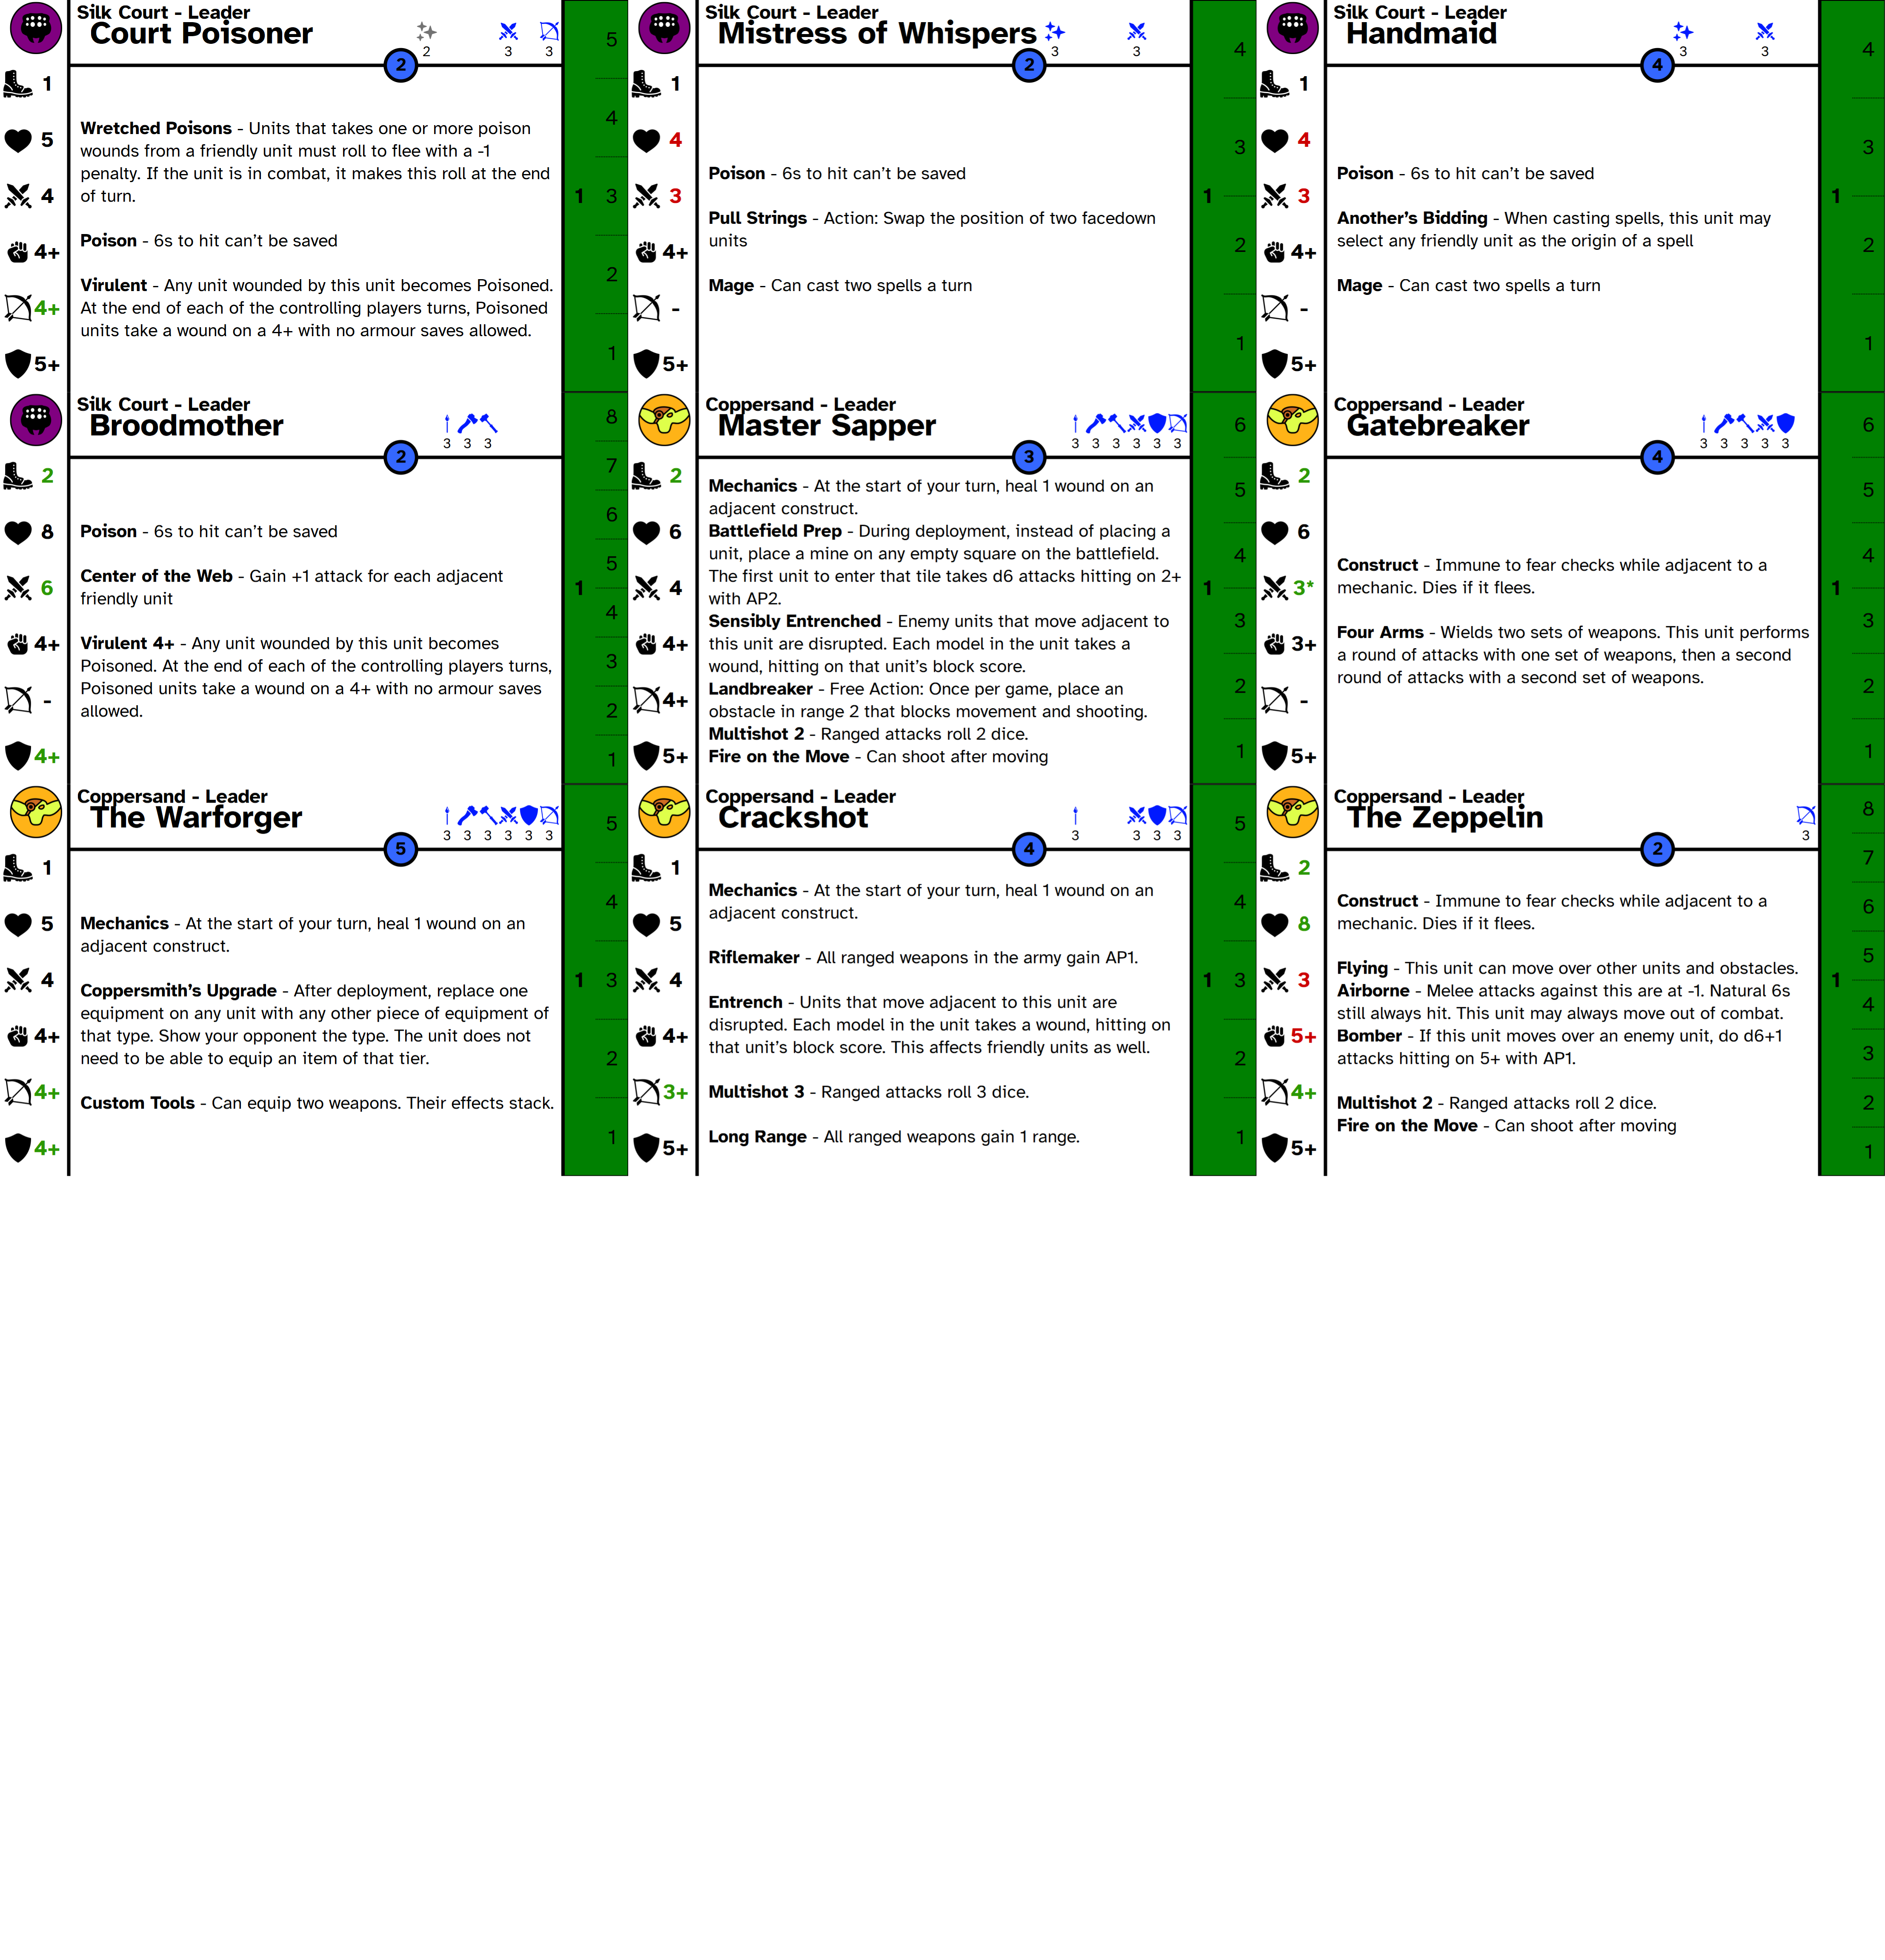 Silk Court - Leader
Court Poisoner
2 3 3
2
1
5
4
4+
4+
5+
Wretched Poisons - Units that takes one or more poison
wounds from a friendly unit must roll to flee with a -1
penalty. If the unit is in combat, it makes this roll at the end
of turn.
Poison - 6s to hit can't be saved
Virulent - Any unit wounded by this unit becomes Poisoned.
At the end of each of the controlling players turns, Poisoned
units take a wound on a 4+ with no armour saves allowed.
1
5
4
3
2
1
Silk Court - Leader
Mistress of Whispers
3 3
2
1
4
3
4+
-
5+
Poison - 6s to hit can't be saved
Pull Strings - Action: Swap the position of two facedown
units
Mage - Can cast two spells a turn
1
4
3
2
1
Silk Court - Leader
Handmaid
3 3
4
1
4
3
4+
-
5+
Poison - 6s to hit can't be saved
Another's Bidding - When casting spells, this unit may
select any friendly unit as the origin of a spell
Mage - Can cast two spells a turn
1
4
3
2
1
Silk Court - Leader
Broodmother
3 3 3
2
2
8
6
4+
-
4+
Poison - 6s to hit can't be saved
Center of the Web - Gain +1 attack for each adjacent
friendly unit
Virulent 4+ - Any unit wounded by this unit becomes
Poisoned. At the end of each of the controlling players turns,
Poisoned units take a wound on a 4+ with no armour saves
allowed.
1
8
7
6
5
4
3
2
1
Coppersand - Leader
Master Sapper
3 3 3 3 3 3
3
2
6
4
4+
4+
5+
Mechanics - At the start of your turn, heal 1 wound on an
adjacent construct.
Battlefield Prep - During deployment, instead of placing a
unit, place a mine on any empty square on the battlefield.
The first unit to enter that tile takes d6 attacks hitting on 2+
with AP2.
Sensibly Entrenched - Enemy units that move adjacent to
this unit are disrupted. Each model in the unit takes a
wound, hitting on that unit's block score.
Landbreaker - Free Action: Once per game, place an
obstacle in range 2 that blocks movement and shooting.
Multishot 2 - Ranged attacks roll 2 dice.
Fire on the Move - Can shoot after moving
1
6
5
4
3
2
1
Coppersand - Leader
Gatebreaker
3 3 3 3 3
4
2
6
3*
3+
-
5+
Construct - Immune to fear checks while adjacent to a
mechanic. Dies if it flees.
Four Arms - Wields two sets of weapons. This unit performs
a round of attacks with one set of weapons, then a second
round of attacks with a second set of weapons.
1
6
5
4
3
2
1
Coppersand - Leader
The Warforger
3 3 3 3 3 3
5
1
5
4
4+
4+
4+
Mechanics - At the start of your turn, heal 1 wound on an
adjacent construct.
Coppersmith's Upgrade - After deployment, replace one
equipment on any unit with any other piece of equipment of
that type. Show your opponent the type. The unit does not
need to be able to equip an item of that tier.
Custom Tools - Can equip two weapons. Their effects stack.
1
5
4
3
2
1
Coppersand - Leader
Crackshot
3 3 3 3
4
1
5
4
4+
3+
5+
Mechanics - At the start of your turn, heal 1 wound on an
adjacent construct.
Riflemaker - All ranged weapons in the army gain AP1.
Entrench - Units that move adjacent to this unit are
disrupted. Each model in the unit takes a wound, hitting on
that unit's block score. This affects friendly units as well.
Multishot 3 - Ranged attacks roll 3 dice.
Long Range - All ranged weapons gain 1 range.
1
5
4
3
2
1
Coppersand - Leader
The Zeppelin
3
2
2
8
3
5+
4+
5+
Construct - Immune to fear checks while adjacent to a
mechanic. Dies if it flees.
Flying - This unit can move over other units and obstacles.
Airborne - Melee attacks against this are at -1. Natural 6s
still always hit. This unit may always move out of combat.
Bomber - If this unit moves over an enemy unit, do d6+1
attacks hitting on 5+ with AP1.
Multishot 2 - Ranged attacks roll 2 dice.
Fire on the Move - Can shoot after moving
1
8
7
6
5
4
3
2
1